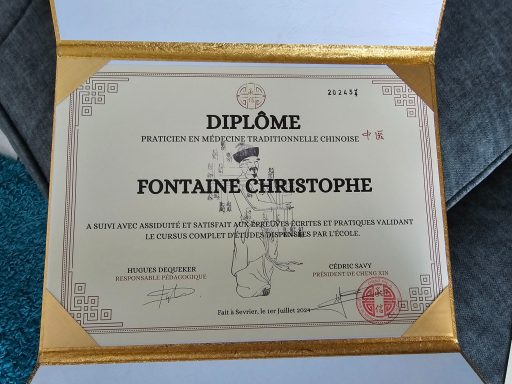 DIPLÔME
PRATICIEN EN MÉDECINE TRADITIONNELLE CHINOISE 中医
FONTAINE CHRISTOPHE
A SUIVI AVEC ASSIDUITÉ ET SATISFAIT AUX ÉPREUVES ÉCRITES ET PRATIQUES VALIDANT
LE CURSUS COMPLET D'ÉTUDES DISPENSÉES PAR L'ÉCOLE.
HUGUES DEQUEKER
RESPONSABLE PÉDAGOGIQUE
CÉDRIC SAVY
PRÉSIDENT DE CHENG XIN
Fait à Sevrier, le 1er Juillet 2024